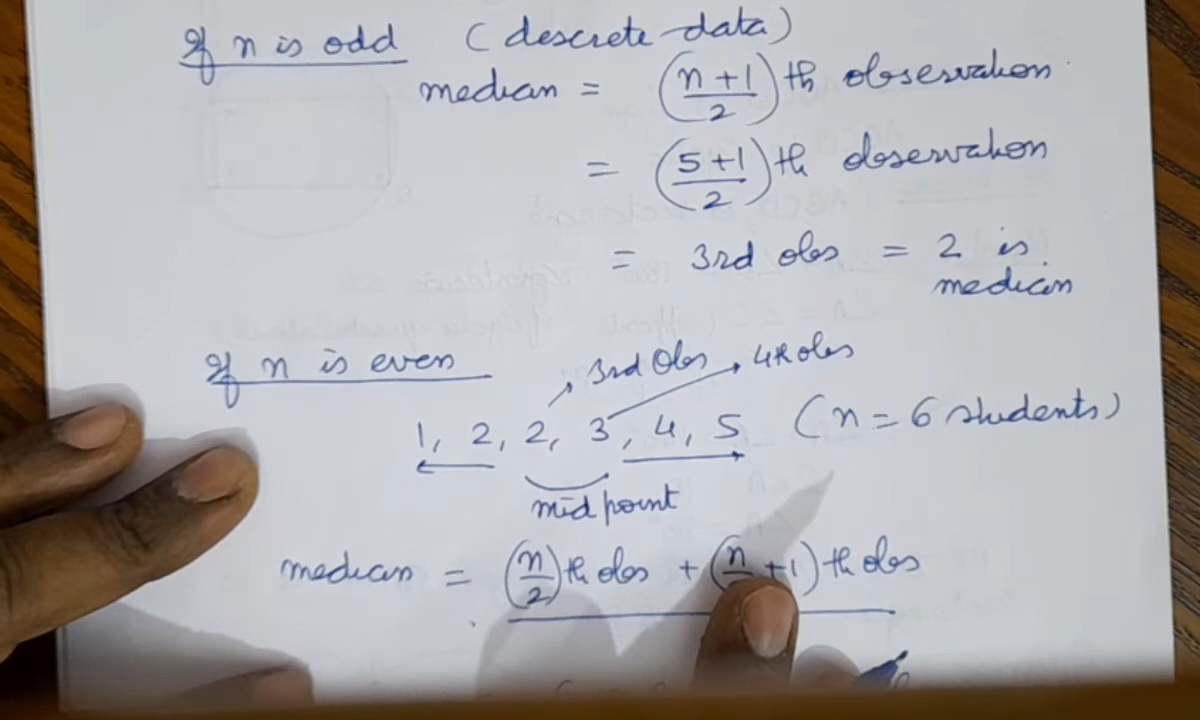 If n is odd (descrete data)
median = (n+1/2)th observation
= (5+1/2)th observation
= 3rd obs = 2 is median
If n is even
3rd Obs 4th obs
1, 2, 2, 3, 4, 5 (n = 6 students)
mid point
median = (n/2)th obs + (n/ +1)th obs